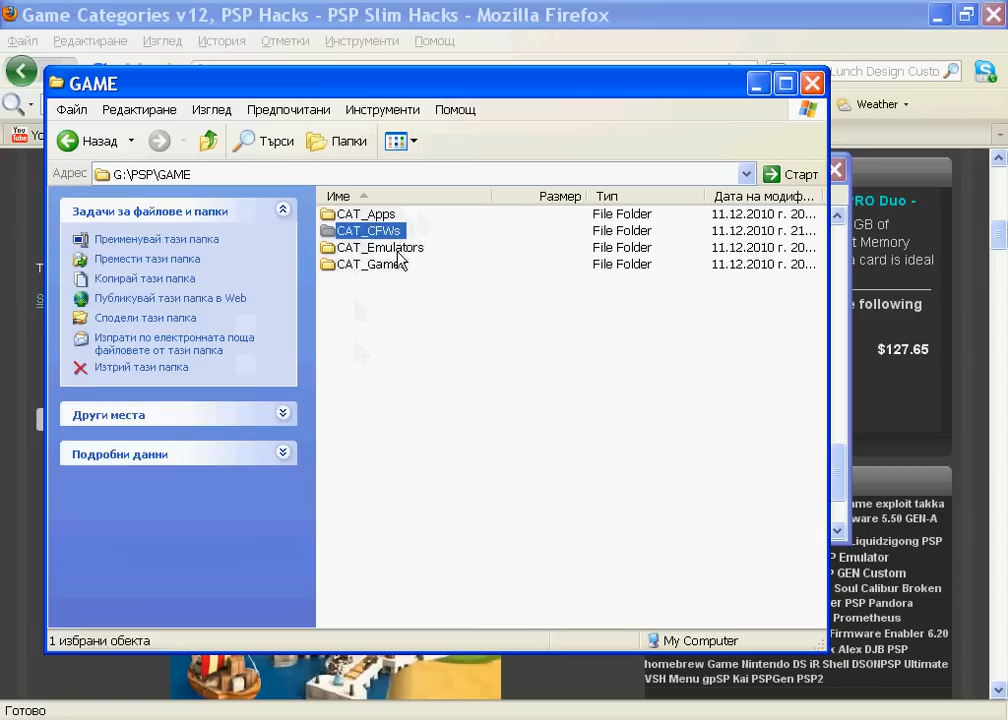 Game Categories v12, PSP Hacks - PSP Slim Hacks - Mozilla Firefox
Файл Редактиране Изглед История Отметки Инструменти Помощ
Lunch Design Custo
Weather
You
GAME
Файл Редактиране Изглед Предпочитани Инструменти Помощ
Назад Търси Папки
Адрес G:\PSP\GAME Старт
Задачи за файлове и папки
Преименувай тази папка
Премести тази папка
Копирай тази папка
Публикувай тази папка в Web
Сподели тази папка
Изпрати по електронната поща
файловете от тази папка
Изтрий тази папка
Други места
Подробни данни
Име Размер Тип Дата на модиф...
CAT_Apps File Folder 11.12.2010 г. 20...
CAT_CFWs File Folder 11.12.2010 г. 21...
CAT_Emulators File Folder 11.12.2010 г. 20...
CAT_Game File Folder 11.12.2010 г. 20...
1 избрани обекта My Computer
RO Duo -
GB of
Memory
a card is ideal
e following
$127.65
me exploit takka
ware 5.50 GEN-A
Liquidzigong PSP
P Emulator
P GEN Custom
Soul Calibur Broken
er PSP Pandora
Prometheus
Firmware Enabler 6.20
k Alex DJB PSP
homebrew Game Nintendo DS iR Shell DSONPSP Ultimate
VSH Menu gpSP Kai PSPGen PSP2
Готово